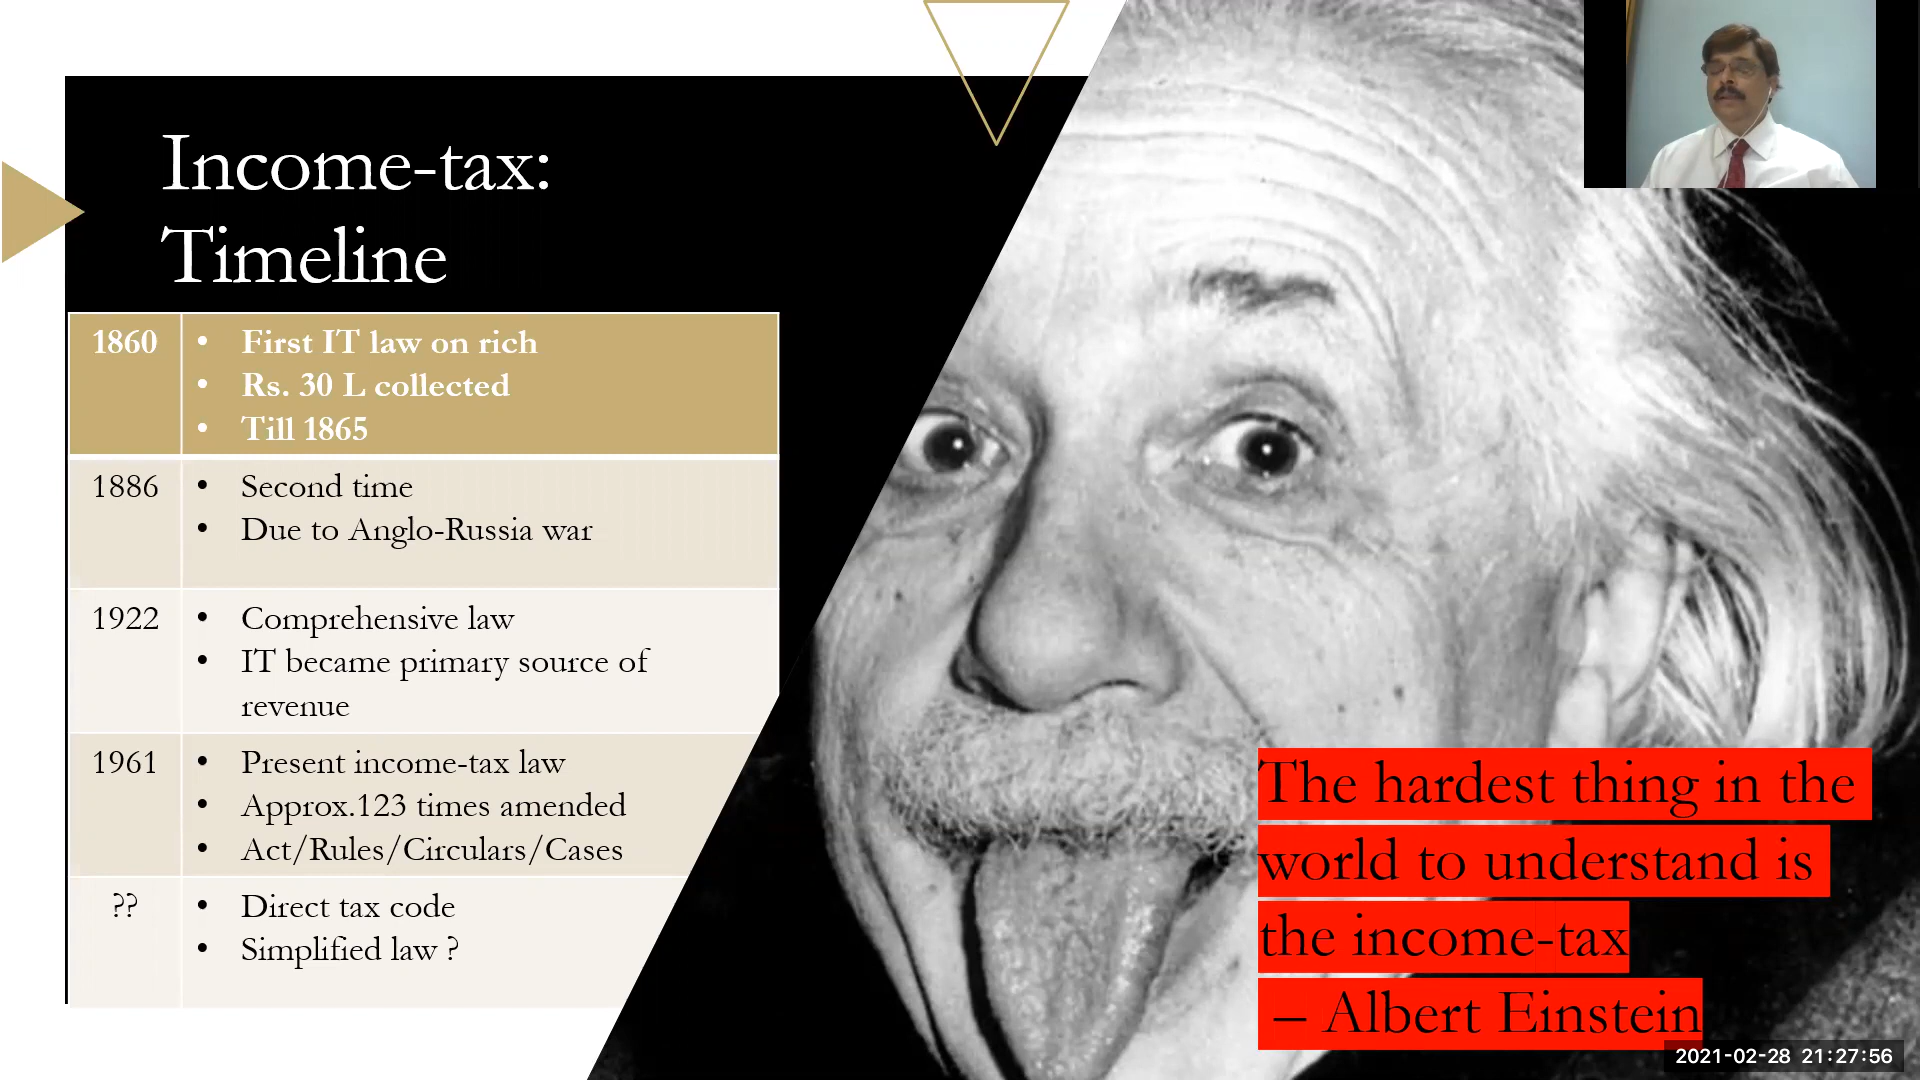 Income-tax:
Timeline
1860
• First IT law on rich
• Rs. 30 L collected
• Till 1865
1886
• Second time
• Due to Anglo-Russia war
1922
• Comprehensive law
• IT became primary source of
revenue
1961
• Present income-tax law
• Approx.123 times amended
• Act/Rules/Circulars/Cases
??
• Direct tax code
• Simplified law ?
The hardest thing in the
world to understand is
the income-tax
– Albert Einstein
2021-02-28 21:27:56